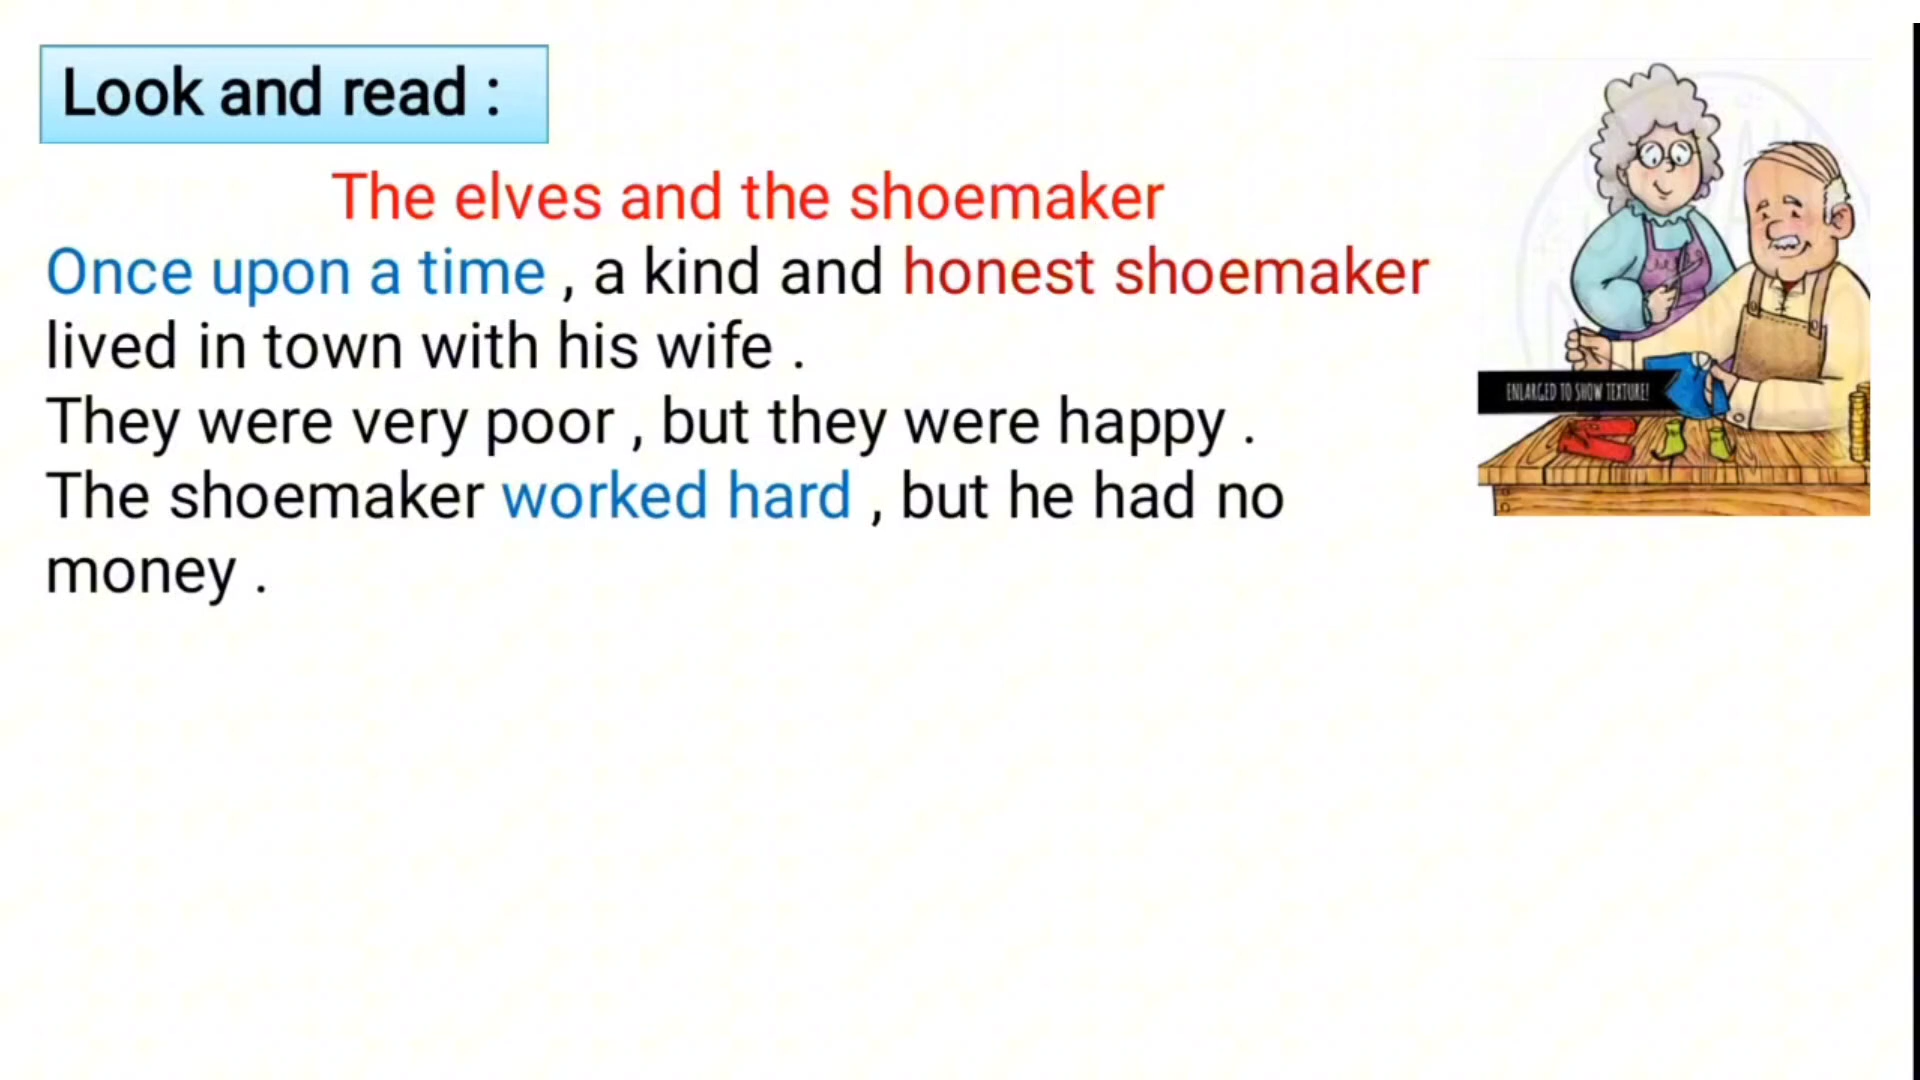 Look and read :
The elves and the shoemaker
Once upon a time , a kind and honest shoemaker
lived in town with his wife .
They were very poor , but they were happy .
The shoemaker worked hard , but he had no
money .
ENLARGED TO SHOW TEXTURE!